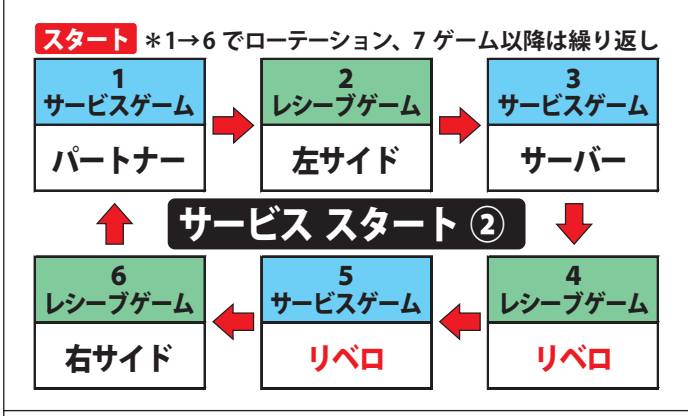 スタート ＊1→6 でローテーション、7 ゲーム以降は繰り返し
1
サービスゲーム
パートナー
2
レシーブゲーム
左サイド
3
サービスゲーム
サーバー
サービス スタート ②
4
レシーブゲーム
リベロ
5
サービスゲーム
リベロ
6
レシーブゲーム
右サイド